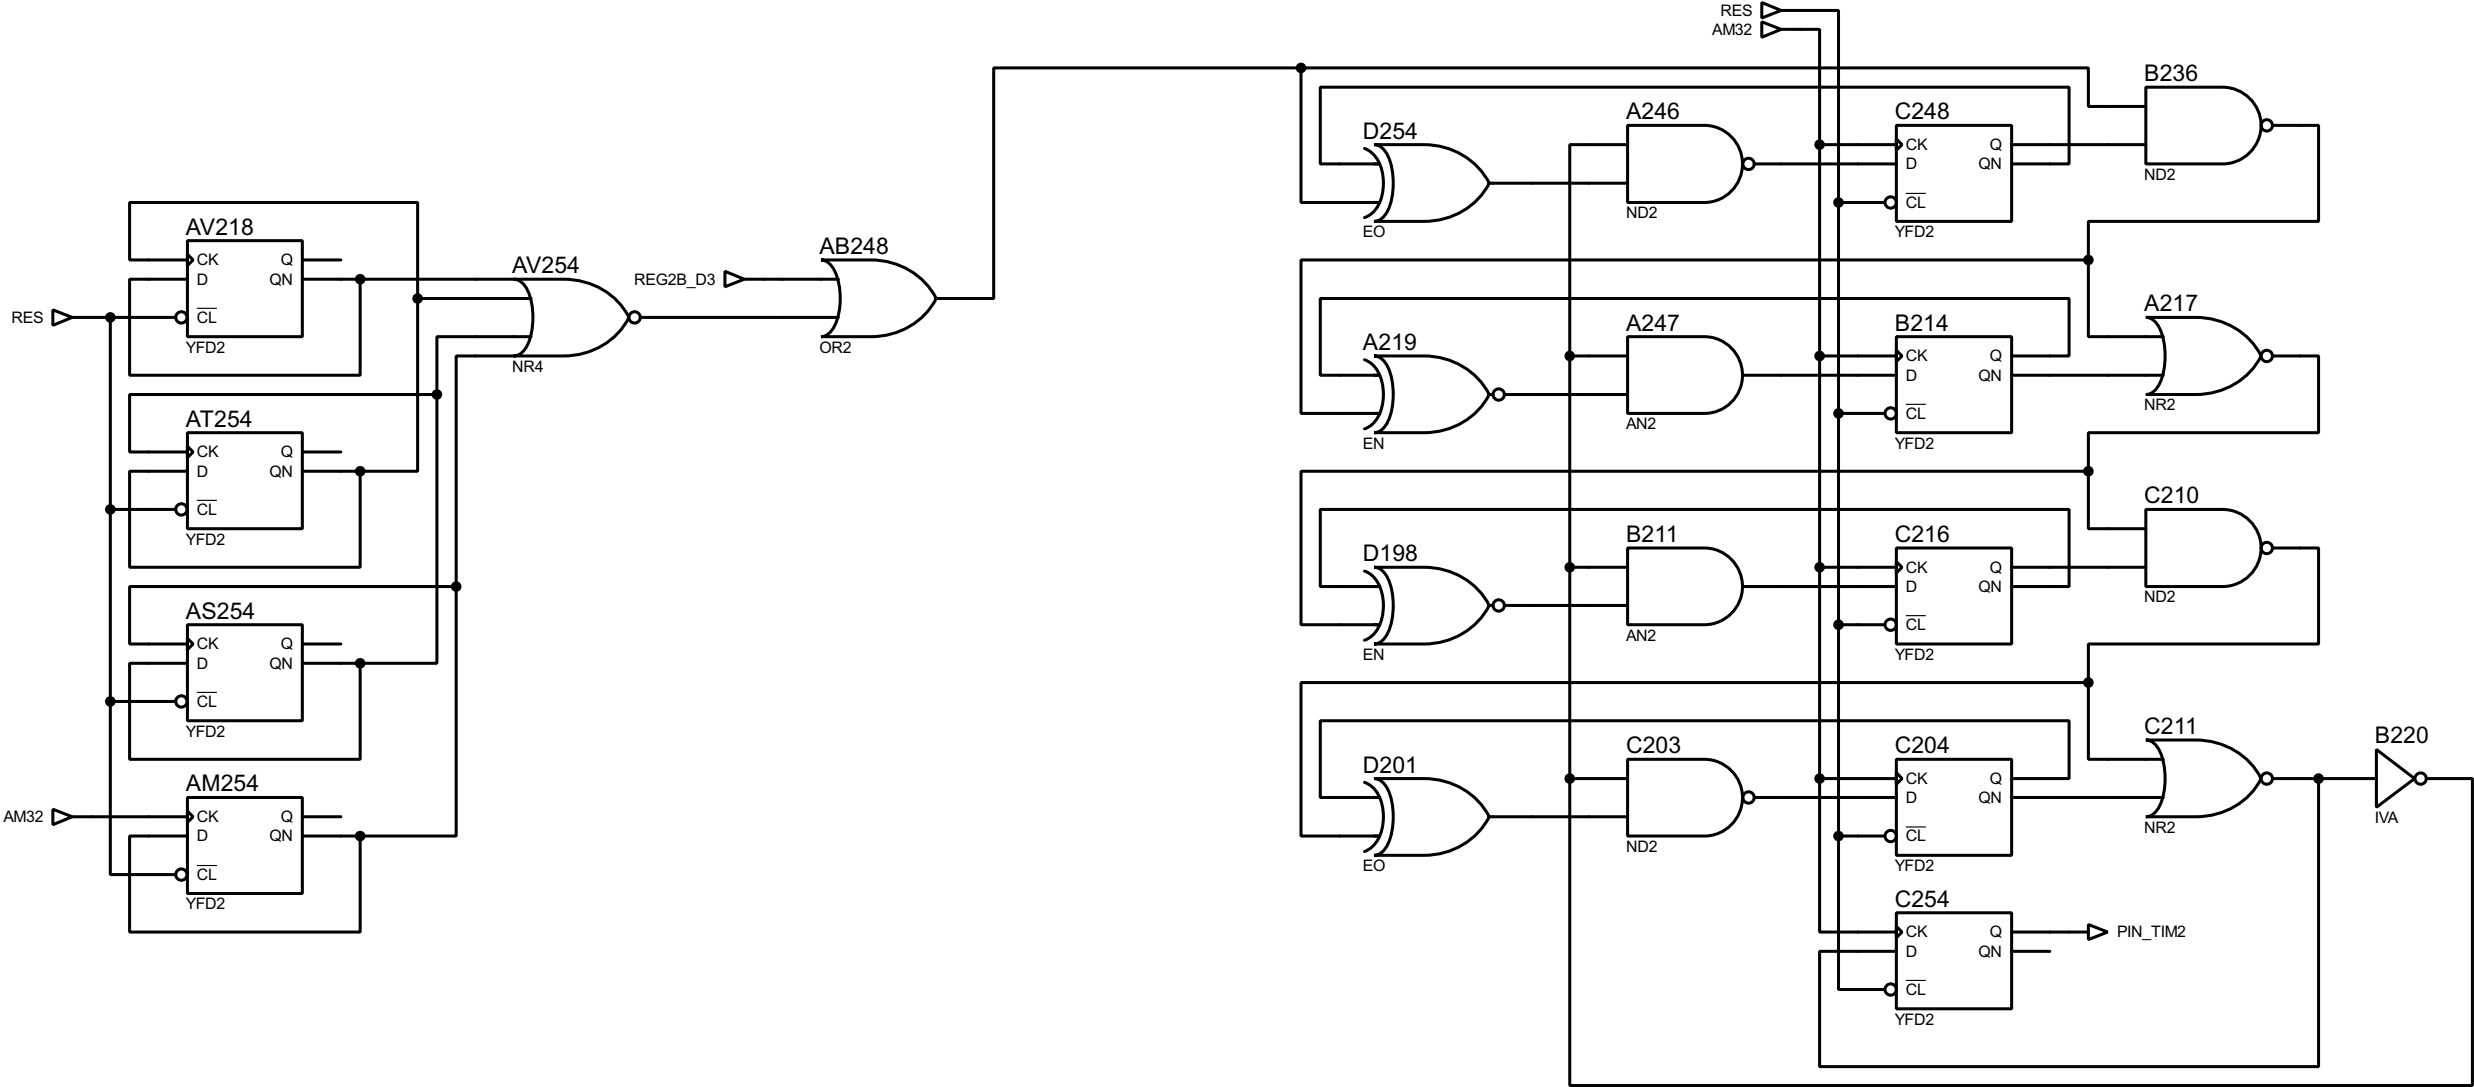 RES
AM32
B236
ND2
D254
EO
A246
ND2
C248
CK Q
D QN
CL
YFD2
AV218
CK Q
D QN
CL
YFD2
RES
AV254
NR4
REG2B_D3
AB248
OR2
A219
EN
A247
AN2
B214
CK Q
D QN
CL
YFD2
A217
NR2
AT254
CK Q
D QN
CL
YFD2
D198
EN
B211
AN2
C216
CK Q
D QN
CL
YFD2
C210
ND2
AS254
CK Q
D QN
CL
YFD2
D201
EO
C203
ND2
C204
CK Q
D QN
CL
YFD2
C211
NR2
B220
IVA
AM32
AM254
CK Q
D QN
CL
YFD2
C254
CK Q
D QN
CL
YFD2
PIN_TIM2